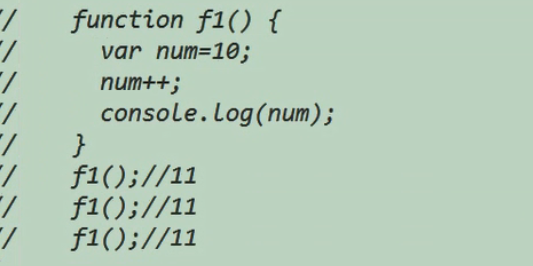 // function f1() {
// var num=10;
// num++;
// console.log(num);
// }
// f1();//11
// f1();//11
// f1();//11